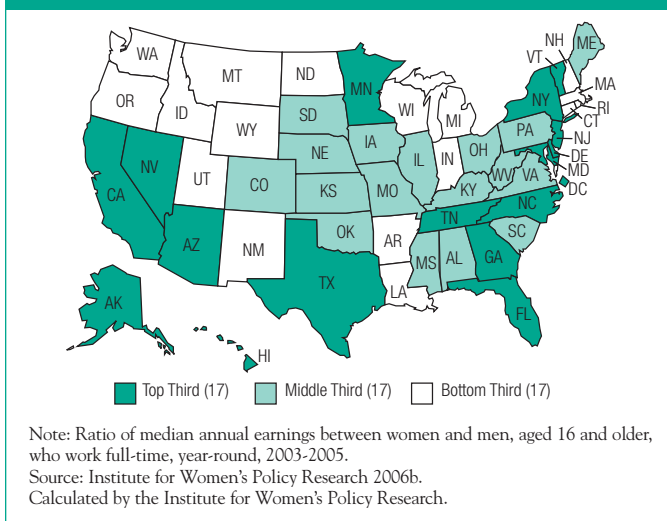 WA
MT
ND
MN
VT
NH
ME
OR
ID
WY
SD
WI
MI
NY
MA
RI
CT
NV
UT
CO
NE
IA
IL
IN
OH
PA
NJ
DE
MD
DC
CA
KS
MO
KY
WV
VA
AZ
NM
OK
AR
TN
NC
SC
TX
LA
MS
AL
GA
FL
AK
HI
Top Third (17) Middle Third (17) Bottom Third (17)
Note: Ratio of median annual earnings between women and men, aged 16 and older,
who work full-time, year-round, 2003-2005.
Source: Institute for Women's Policy Research 2006b.
Calculated by the Institute for Women's Policy Research.